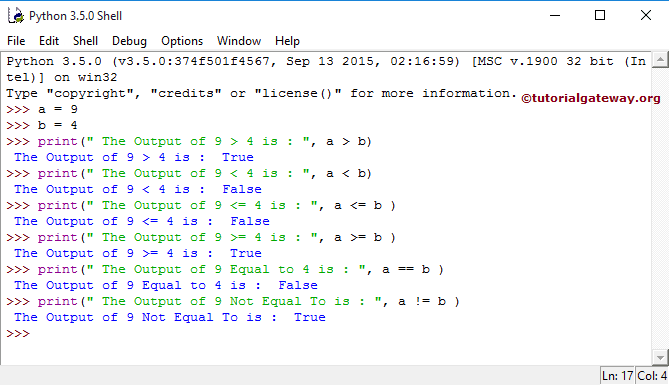 Python 3.5.0 Shell
File Edit Shell Debug Options Window Help
Python 3.5.0 (v3.5.0:374f501f4567, Sep 13 2015, 02:16:59) [MSC v.1900 32 bit (In
tel)] on win32
Type "copyright", "credits" or "license()" for more information.
©tutorialgateway.org
>>> a = 9
>>> b = 4
>>> print(" The Output of 9 > 4 is : ", a > b)
 The Output of 9 > 4 is :  True
>>> print(" The Output of 9 < 4 is : ", a < b)
 The Output of 9 < 4 is :  False
>>> print(" The Output of 9 <= 4 is : ", a <= b )
 The Output of 9 <= 4 is :  False
>>> print(" The Output of 9 >= 4 is : ", a >= b )
 The Output of 9 >= 4 is :  True
>>> print(" The Output of 9 Equal to 4 is : ", a == b )
 The Output of 9 Equal to 4 is :  False
>>> print(" The Output of 9 Not Equal To is : ", a != b )
 The Output of 9 Not Equal To is :  True
>>>
Ln: 17 Col: 4